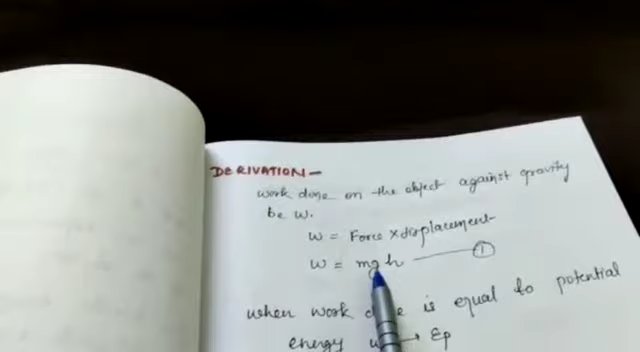 DERIVATION -
work done on the object against gravity
be W.
W = Force × displacement
W = mgh ——— ①
when work is equal to potential
energy → Ep